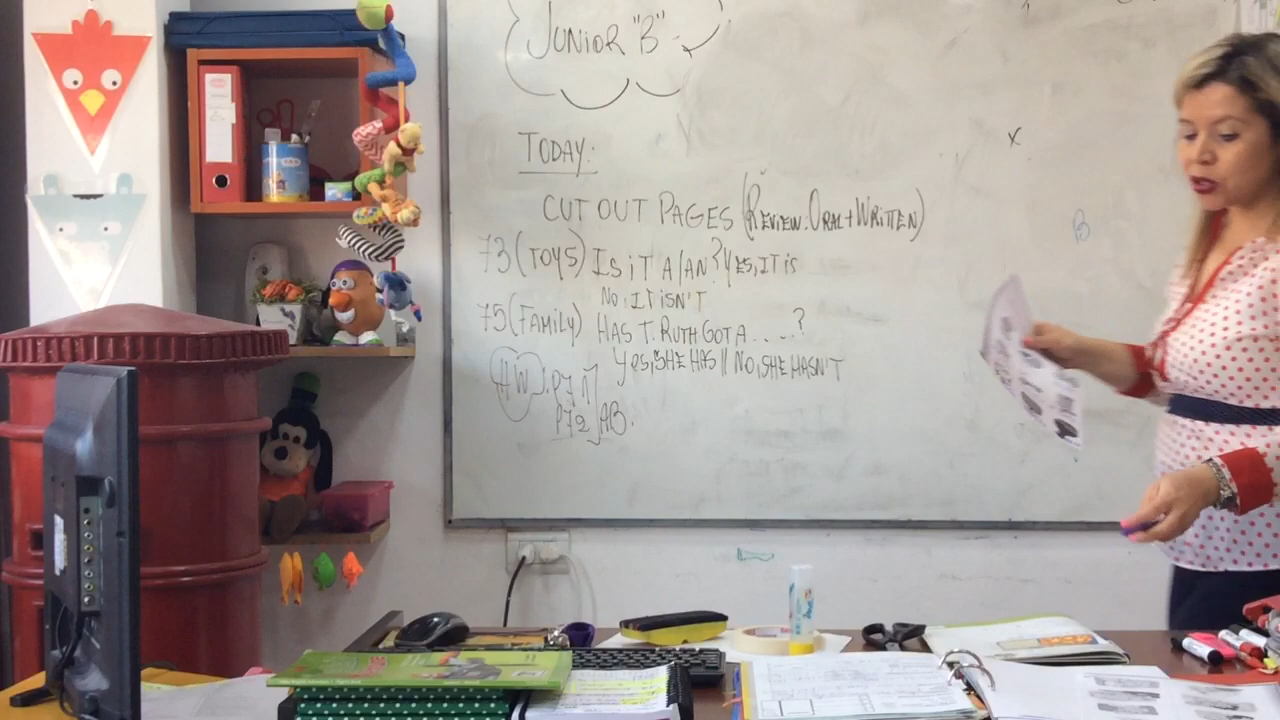 JUNIOR "B"
TODAY:
CUT OUT PAGES (REVIEW. ORAL + WRITTEN)
73 (TOYS) IS IT A/AN? YES, IT IS
NO, IT ISN'T
75 (FAMILY) HAS T. RUTH GOT A ....?
YES, SHE HAS // NO, SHE HASN'T
HW p71
p72 AB.
B